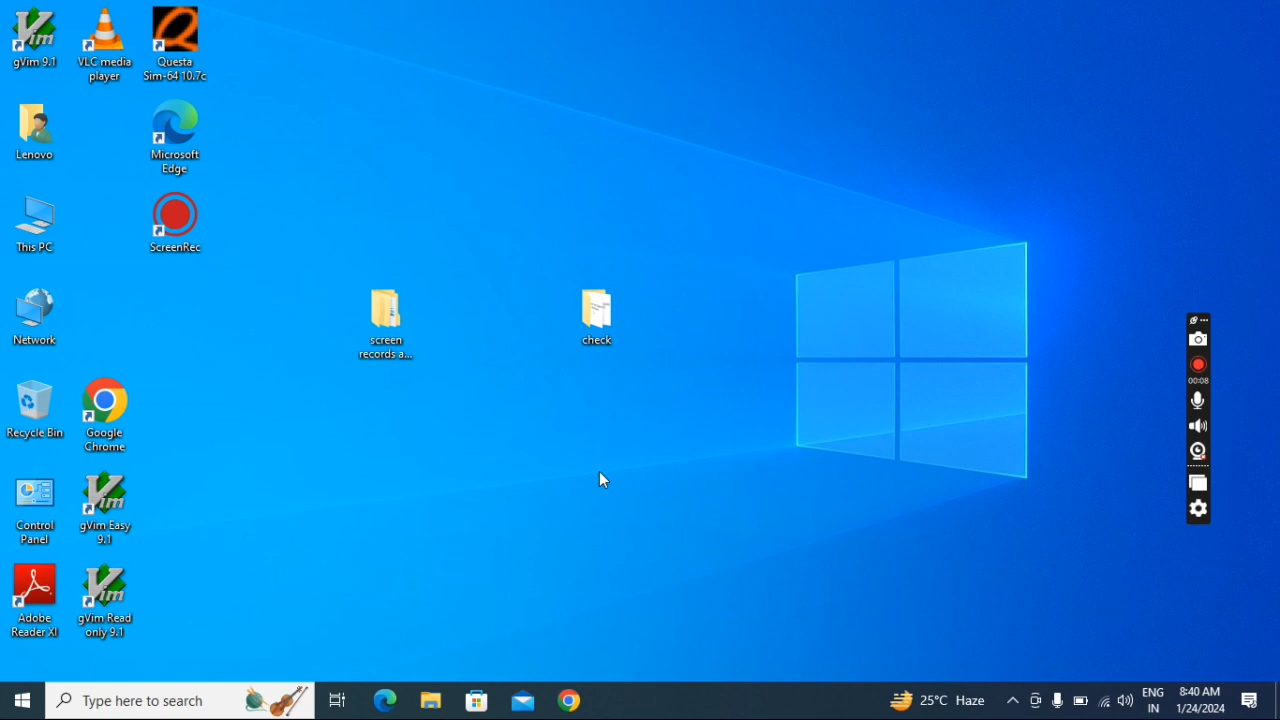 gVim 9.1
VLC media
player
Questa
Sim-64 10.7c
Lenovo
Microsoft
Edge
This PC
ScreenRec
Network
screen
records a...
check
00:08
Recycle Bin
Google
Chrome
Control
Panel
gVim Easy
9.1
Adobe
Reader XI
gVim Read
only 9.1
Type here to search
25°C Haze
ENG
IN
8:40 AM
1/24/2024